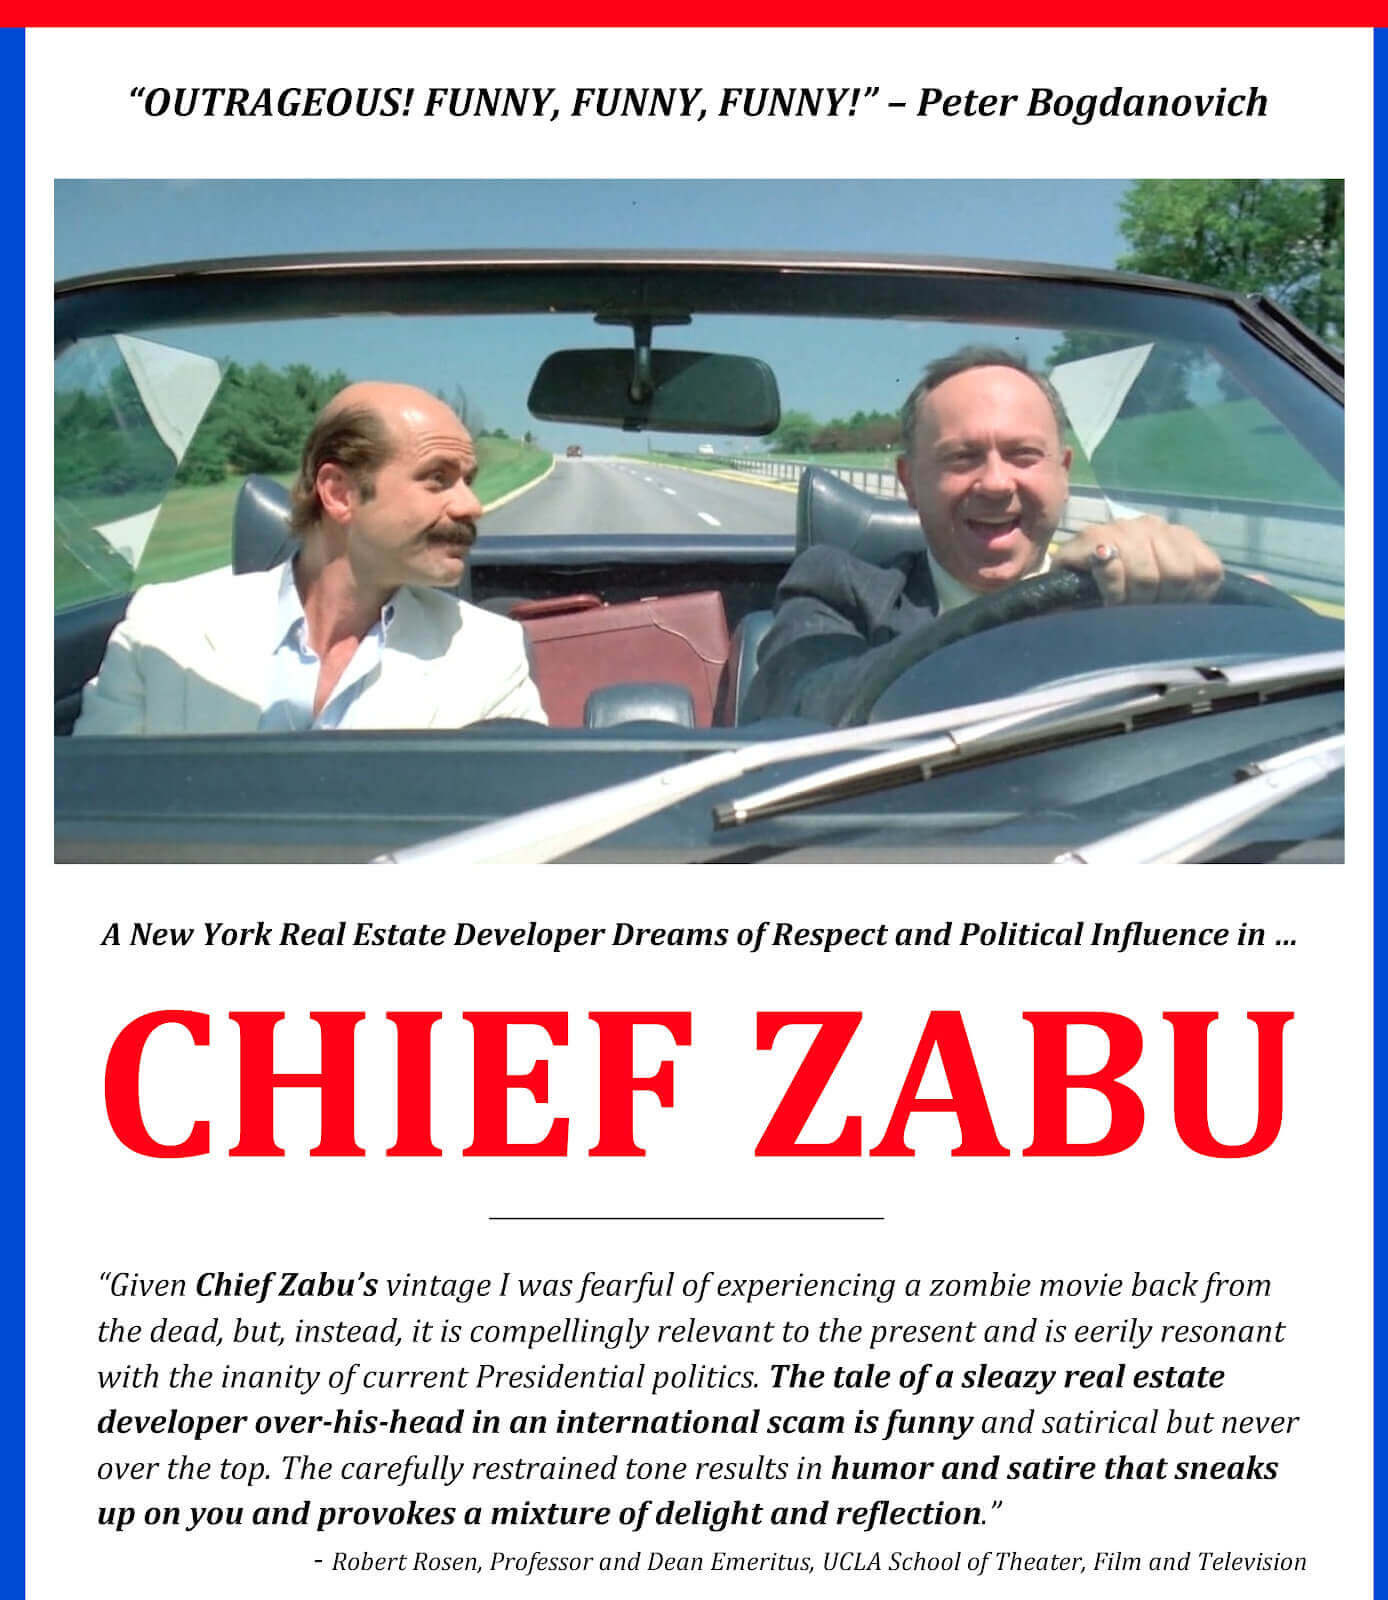 “OUTRAGEOUS! FUNNY, FUNNY, FUNNY!” – Peter Bogdanovich
A New York Real Estate Developer Dreams of Respect and Political Influence in ...
CHIEF ZABU
“Given Chief Zabu’s vintage I was fearful of experiencing a zombie movie back from
the dead, but, instead, it is compellingly relevant to the present and is eerily resonant
with the inanity of current Presidential politics. The tale of a sleazy real estate
developer over-his-head in an international scam is funny and satirical but never
over the top. The carefully restrained tone results in humor and satire that sneaks
up on you and provokes a mixture of delight and reflection.”
- Robert Rosen, Professor and Dean Emeritus, UCLA School of Theater, Film and Television